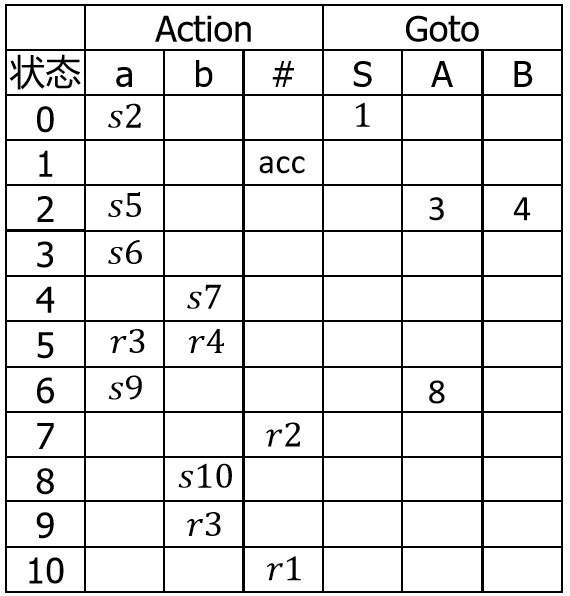 Action Goto
状态 a b # S A B
0 s2 1
1 acc
2 s5 3 4
3 s6
4 s7
5 r3 r4
6 s9 8
7 r2
8 s10
9 r3
10 r1